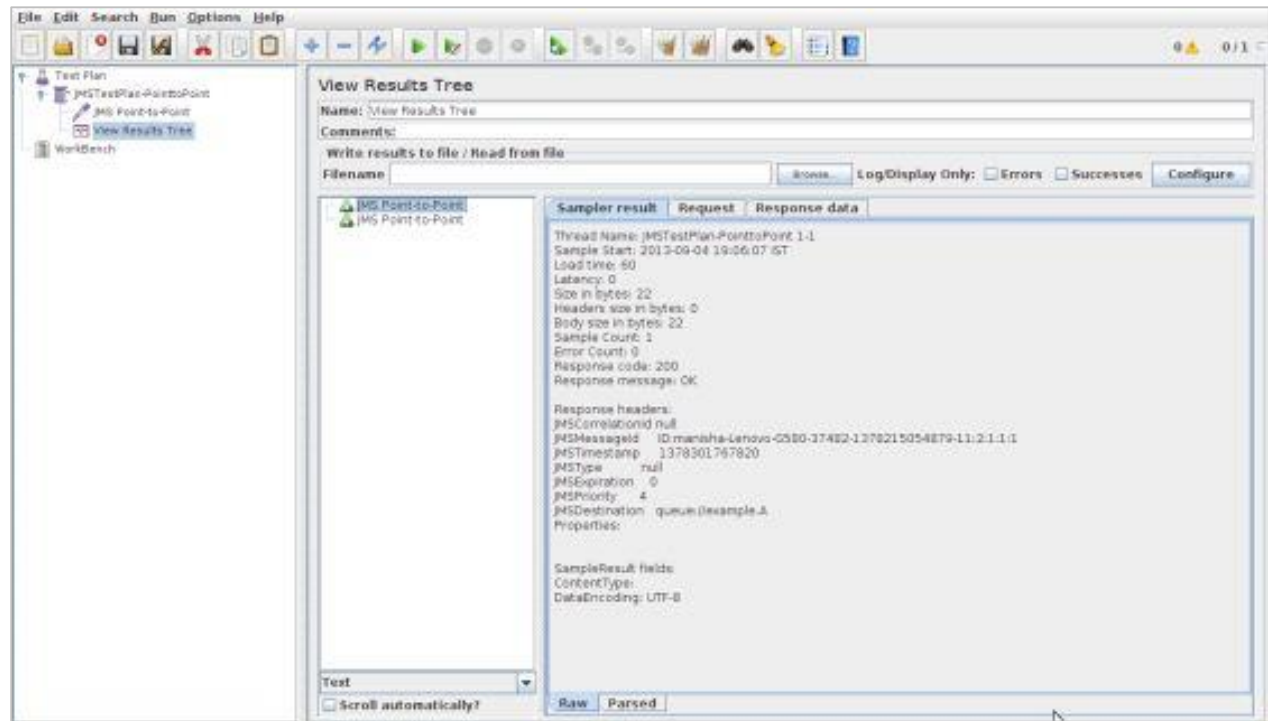 File Edit Search Run Options Help
0 0/1
Test Plan
JMSTestPlan-PointtoPoint
JMS Point-to-Point
View Results Tree
WorkBench
View Results Tree
Name: View Results Tree
Comments:
Write results to file / Read from file
Filename Browse... Log/Display Only: Errors Successes Configure
JMS Point-to-Point
JMS Point-to-Point
Sampler result Request Response data
Thread Name: JMSTestPlan-PointtoPoint 1-1
Sample Start: 2013-09-04 19:06:07 IST
Load time: 60
Latency: 0
Size in bytes: 22
Headers size in bytes: 0
Body size in bytes: 22
Sample Count: 1
Error Count: 0
Response code: 200
Response message: OK
Response headers:
JMSCorrelationId null
JMSMessageId ID:manisha-Lenovo-G580-37482-1378215054879-11:2:1:1:1
JMSTimestamp 1378301767820
JMSType null
JMSExpiration 0
JMSPriority 4
JMSDestination queue://example.A
Properties:
SampleResult fields:
ContentType:
DataEncoding: UTF-8
Text
Scroll automatically?
Raw Parsed